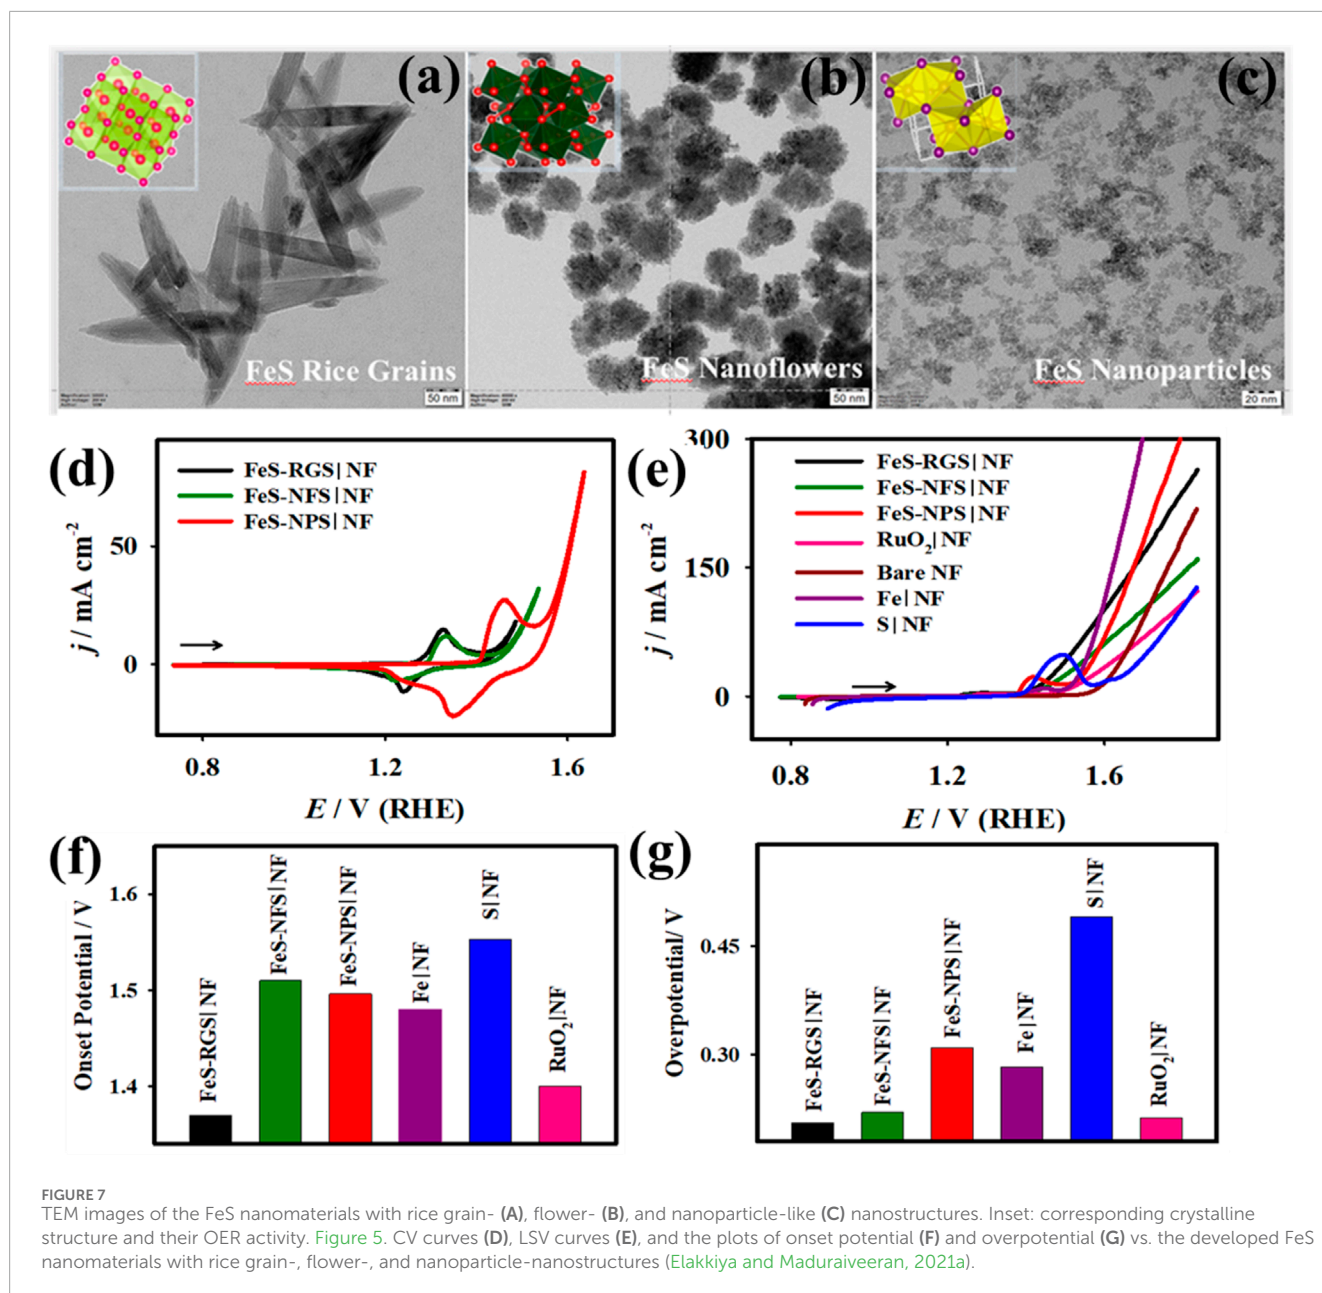 (a)
(b)
(c)
FeS Rice Grains
FeS Nanoflowers
FeS Nanoparticles
50 nm
50 nm
20 nm
(d)
FeS-RGS|NF
FeS-NFS|NF
FeS-NPS|NF
50
0
j / mA cm-2
0.8
1.2
1.6
E / V (RHE)
(e)
300
150
0
j / mA cm-2
FeS-RGS|NF
FeS-NFS|NF
FeS-NPS|NF
RuO2|NF
Bare NF
Fe|NF
S|NF
0.8
1.2
1.6
E / V (RHE)
(f)
1.6
1.5
1.4
Onset Potential / V
FeS-RGS|NF
FeS-NFS|NF
FeS-NPS|NF
Fe|NF
S|NF
RuO2|NF
(g)
0.45
0.30
Overpotential/ V
FeS-RGS|NF
FeS-NFS|NF
FeS-NPS|NF
Fe|NF
S|NF
RuO2|NF
FIGURE 7
TEM images of the FeS nanomaterials with rice grain- (A), flower- (B), and nanoparticle-like (C) nanostructures. Inset: corresponding crystalline
structure and their OER activity. Figure 5. CV curves (D), LSV curves (E), and the plots of onset potential (F) and overpotential (G) vs. the developed FeS
nanomaterials with rice grain-, flower-, and nanoparticle-nanostructures (Elakkiya and Maduraiveeran, 2021a).